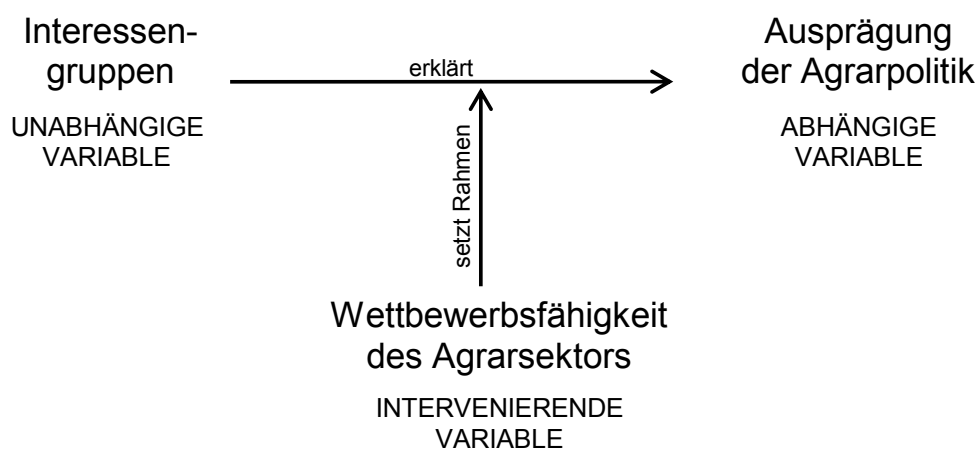 Interessen-
gruppen
UNABHÄNGIGE
VARIABLE
erklärt
Ausprägung
der Agrarpolitik
ABHÄNGIGE
VARIABLE
setzt Rahmen
Wettbewerbsfähigkeit
des Agrarsektors
INTERVENIERENDE
VARIABLE